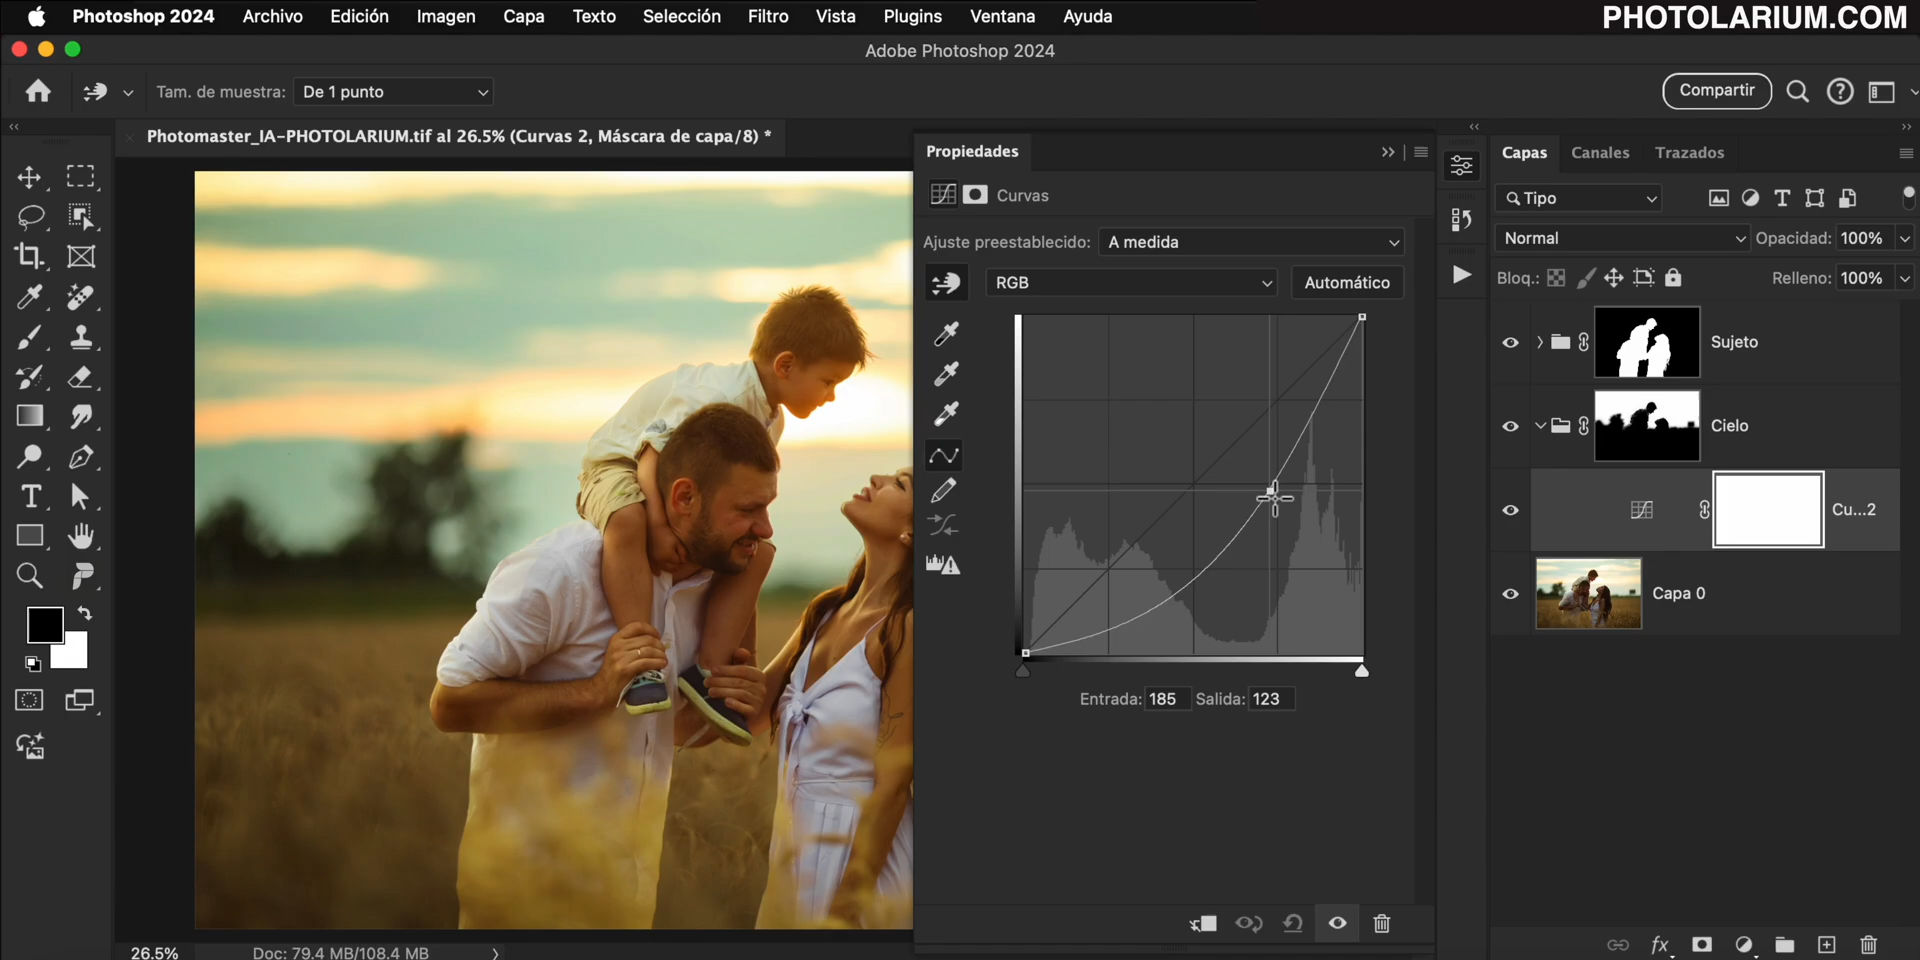 Photoshop 2024 Archivo Edición Imagen Capa Texto Selección Filtro Vista Plugins Ventana Ayuda
PHOTOLARIUM.COM
Adobe Photoshop 2024
Tam. de muestra: De 1 punto
Compartir
Photomaster_IA-PHOTOLARIUM.tif al 26.5% (Curvas 2, Máscara de capa/8) *
Propiedades
Curvas
Ajuste preestablecido: A medida
RGB
Automático
Entrada: 185 Salida: 123
Capas Canales Trazados
Tipo
Normal Opacidad: 100%
Bloq.: Relleno: 100%
Sujeto
Cielo
Cu...2
Capa 0
fx
26.5% Doc: 79.4 MB/108.4 MB